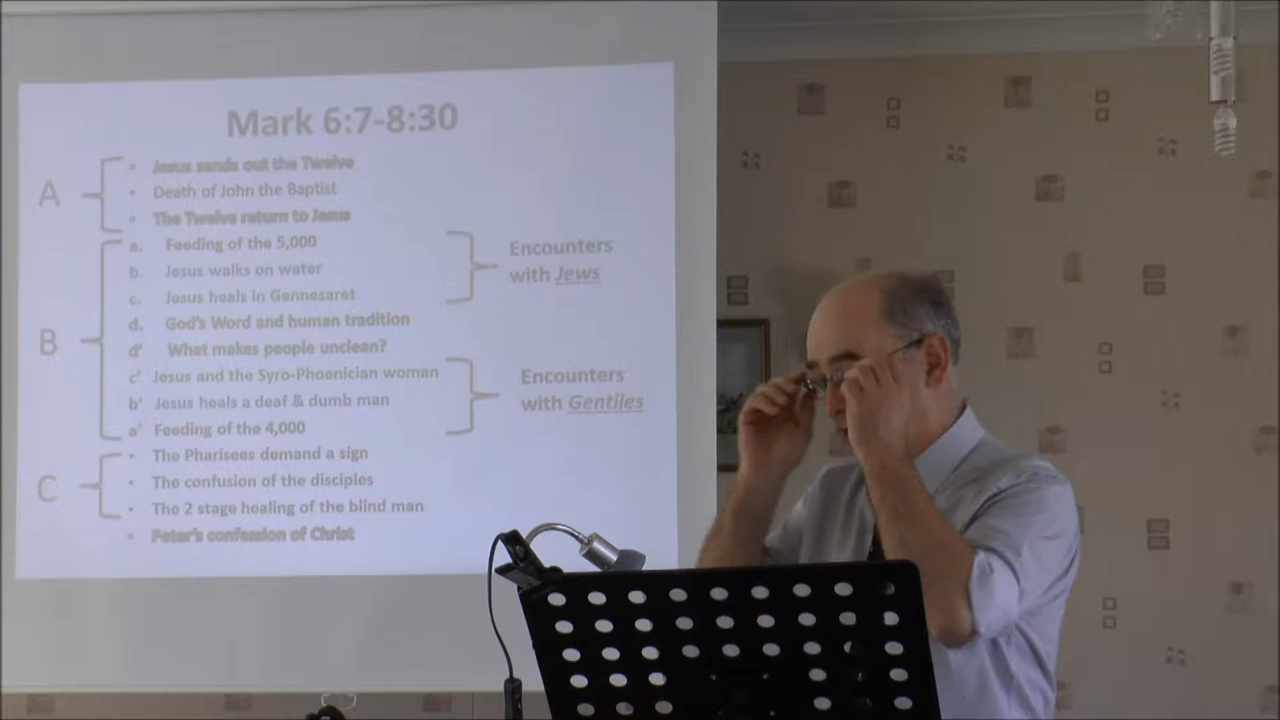 Mark 6:7-8:30
A
• Jesus sends out the Twelve
• Death of John the Baptist
• The Twelve return to Jesus
B
a. Feeding of the 5,000
b. Jesus walks on water
c. Jesus heals in Gennesaret
d. God's Word and human tradition
d' What makes people unclean?
c' Jesus and the Syro-Phoenician woman
b' Jesus heals a deaf & dumb man
a' Feeding of the 4,000
Encounters
with Jews
Encounters
with Gentiles
C
• The Pharisees demand a sign
• The confusion of the disciples
• The 2 stage healing of the blind man
• Peter's confession of Christ